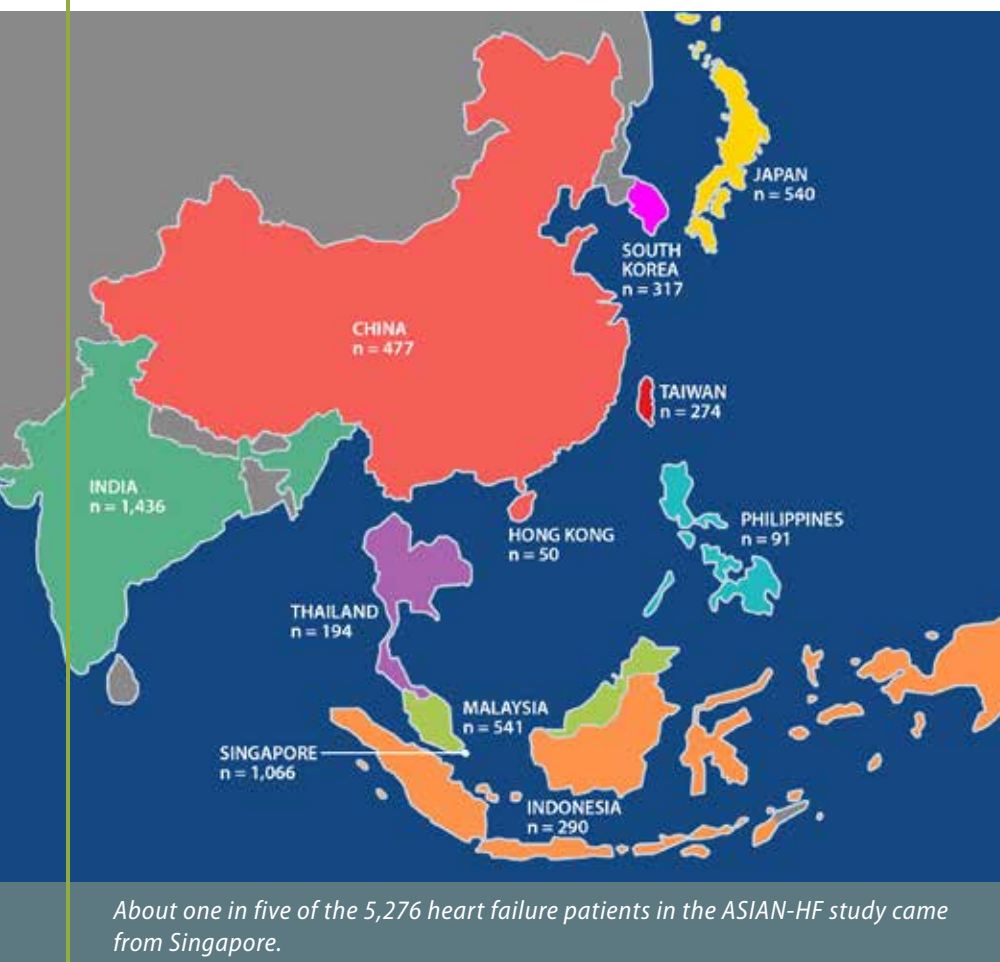 JAPAN
n = 540
SOUTH
KOREA
n = 317
CHINA
n = 477
TAIWAN
n = 274
INDIA
n = 1,436
HONG KONG
n = 50
PHILIPPINES
n = 91
THAILAND
n = 194
MALAYSIA
n = 541
SINGAPORE
n = 1,066
INDONESIA
n = 290
About one in five of the 5,276 heart failure patients in the ASIAN-HF study came
from Singapore.